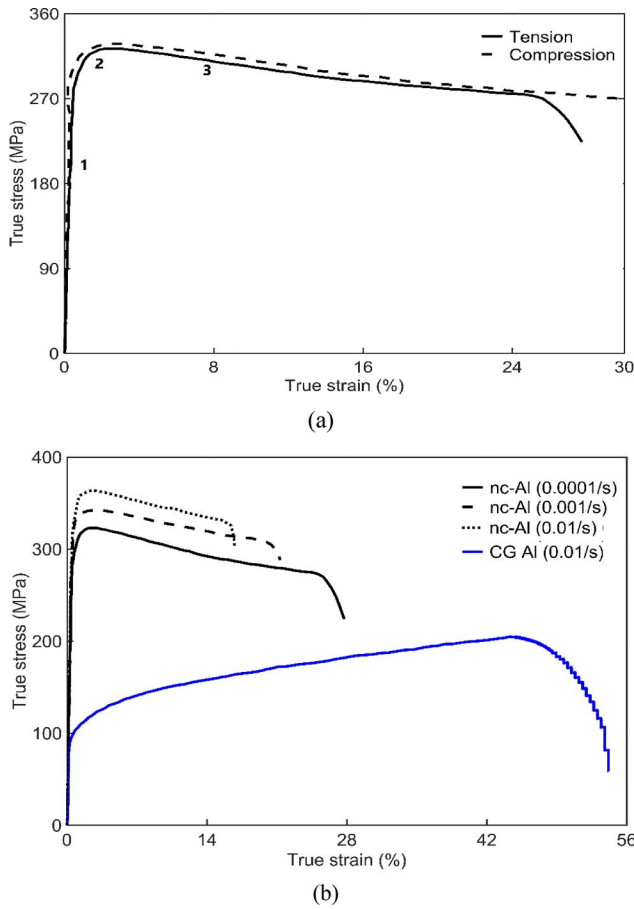 360
Tension
Compression
2
3
270
1
True stress (MPa)
180
90
0
0
8
16
24
30
True strain (%)
(a)
400
nc-Al (0.0001/s)
nc-Al (0.001/s)
nc-Al (0.01/s)
CG Al (0.01/s)
300
True stress (MPa)
200
100
0
0
14
28
42
56
True strain (%)
(b)